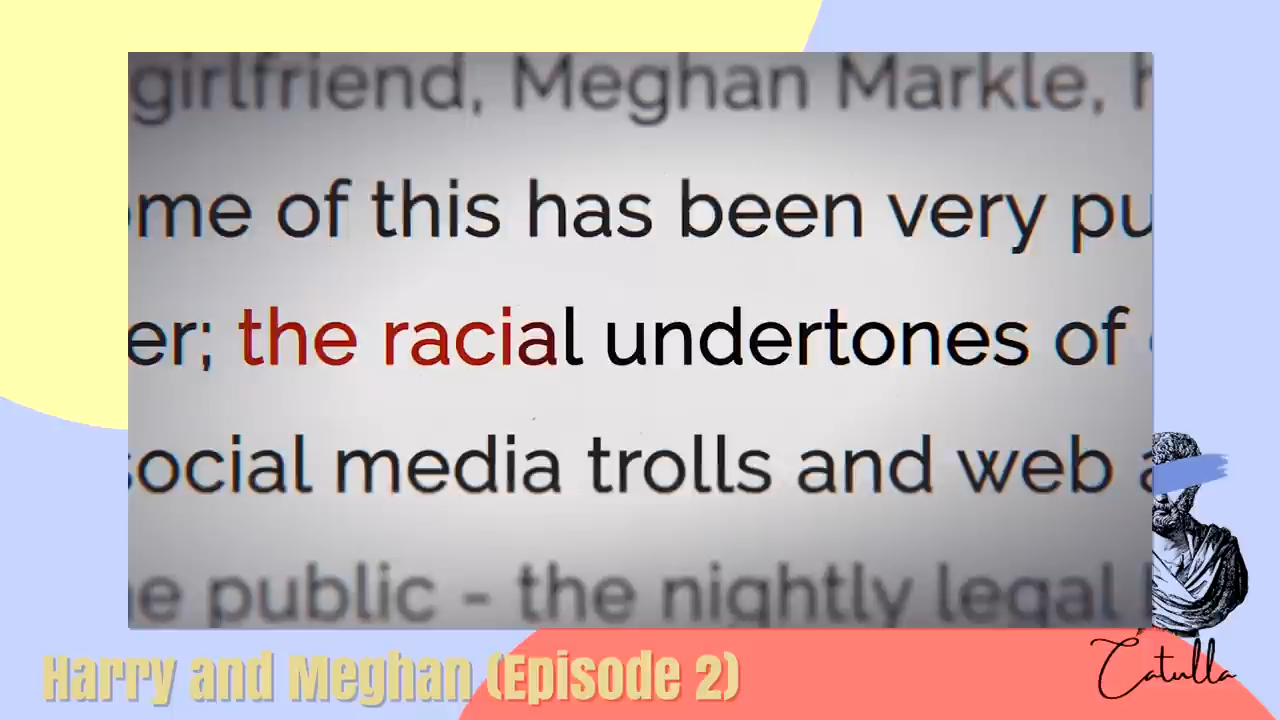 girlfriend, Meghan Markle,
ome of this has been very pu
er; the racial undertones of
social media trolls and web
e public - the nightly legal
Harry and Meghan (Episode 2)
Catulla